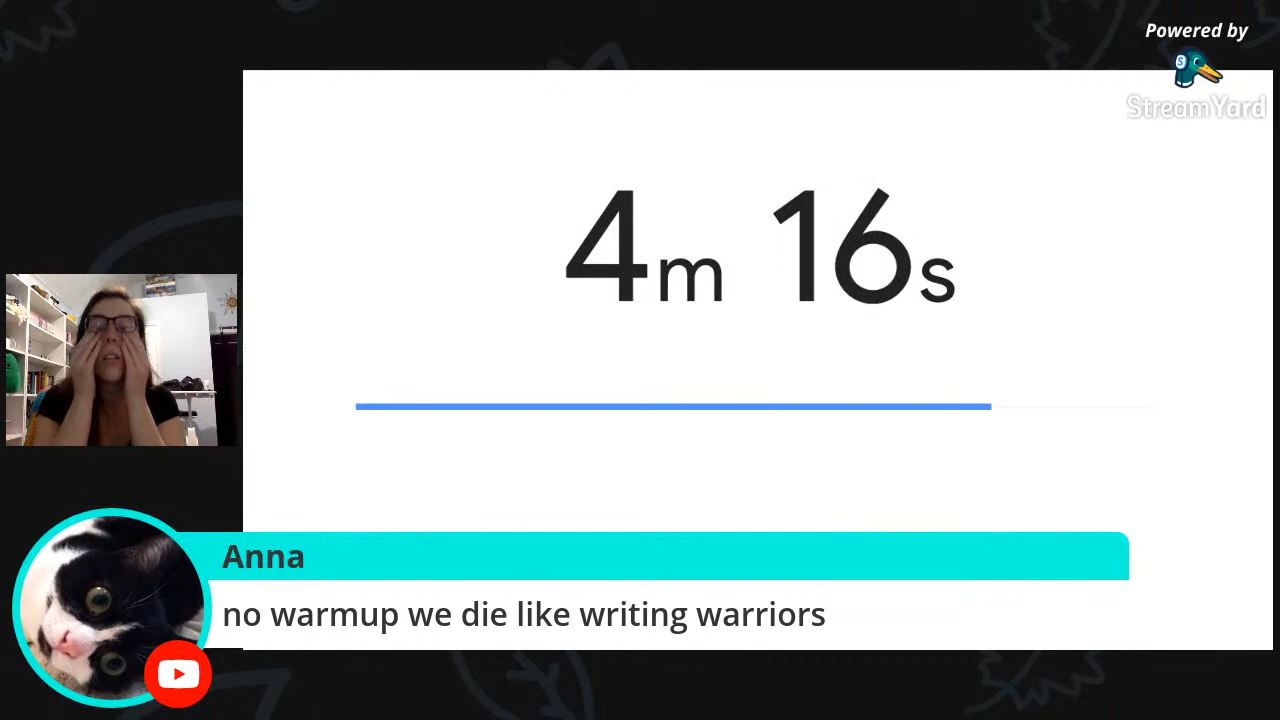 Powered by
S
StreamYard
4m 16s
Anna
no warmup we die like writing warriors